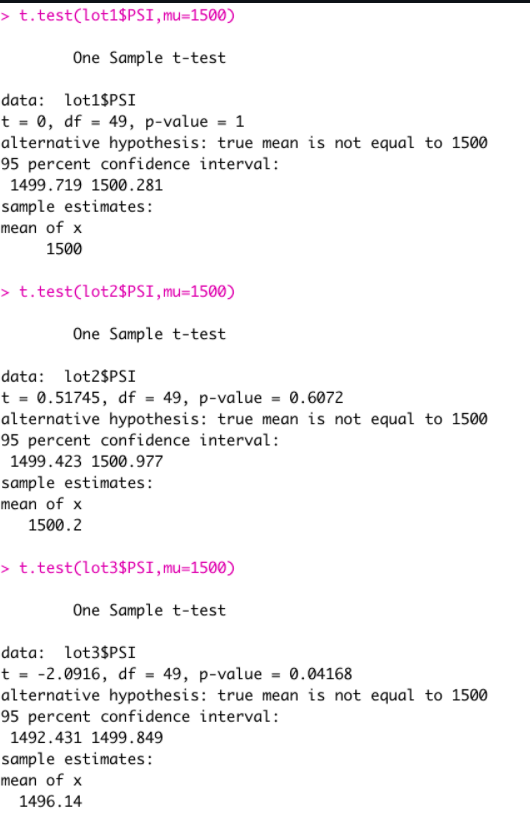 > t.test(lot1$PSI,mu=1500)
One Sample t-test
data:  lot1$PSI
t = 0, df = 49, p-value = 1
alternative hypothesis: true mean is not equal to 1500
95 percent confidence interval:
1499.719 1500.281
sample estimates:
mean of x
1500
> t.test(lot2$PSI,mu=1500)
One Sample t-test
data:  lot2$PSI
t = 0.51745, df = 49, p-value = 0.6072
alternative hypothesis: true mean is not equal to 1500
95 percent confidence interval:
1499.423 1500.977
sample estimates:
mean of x
1500.2
> t.test(lot3$PSI,mu=1500)
One Sample t-test
data:  lot3$PSI
t = -2.0916, df = 49, p-value = 0.04168
alternative hypothesis: true mean is not equal to 1500
95 percent confidence interval:
1492.431 1499.849
sample estimates:
mean of x
1496.14